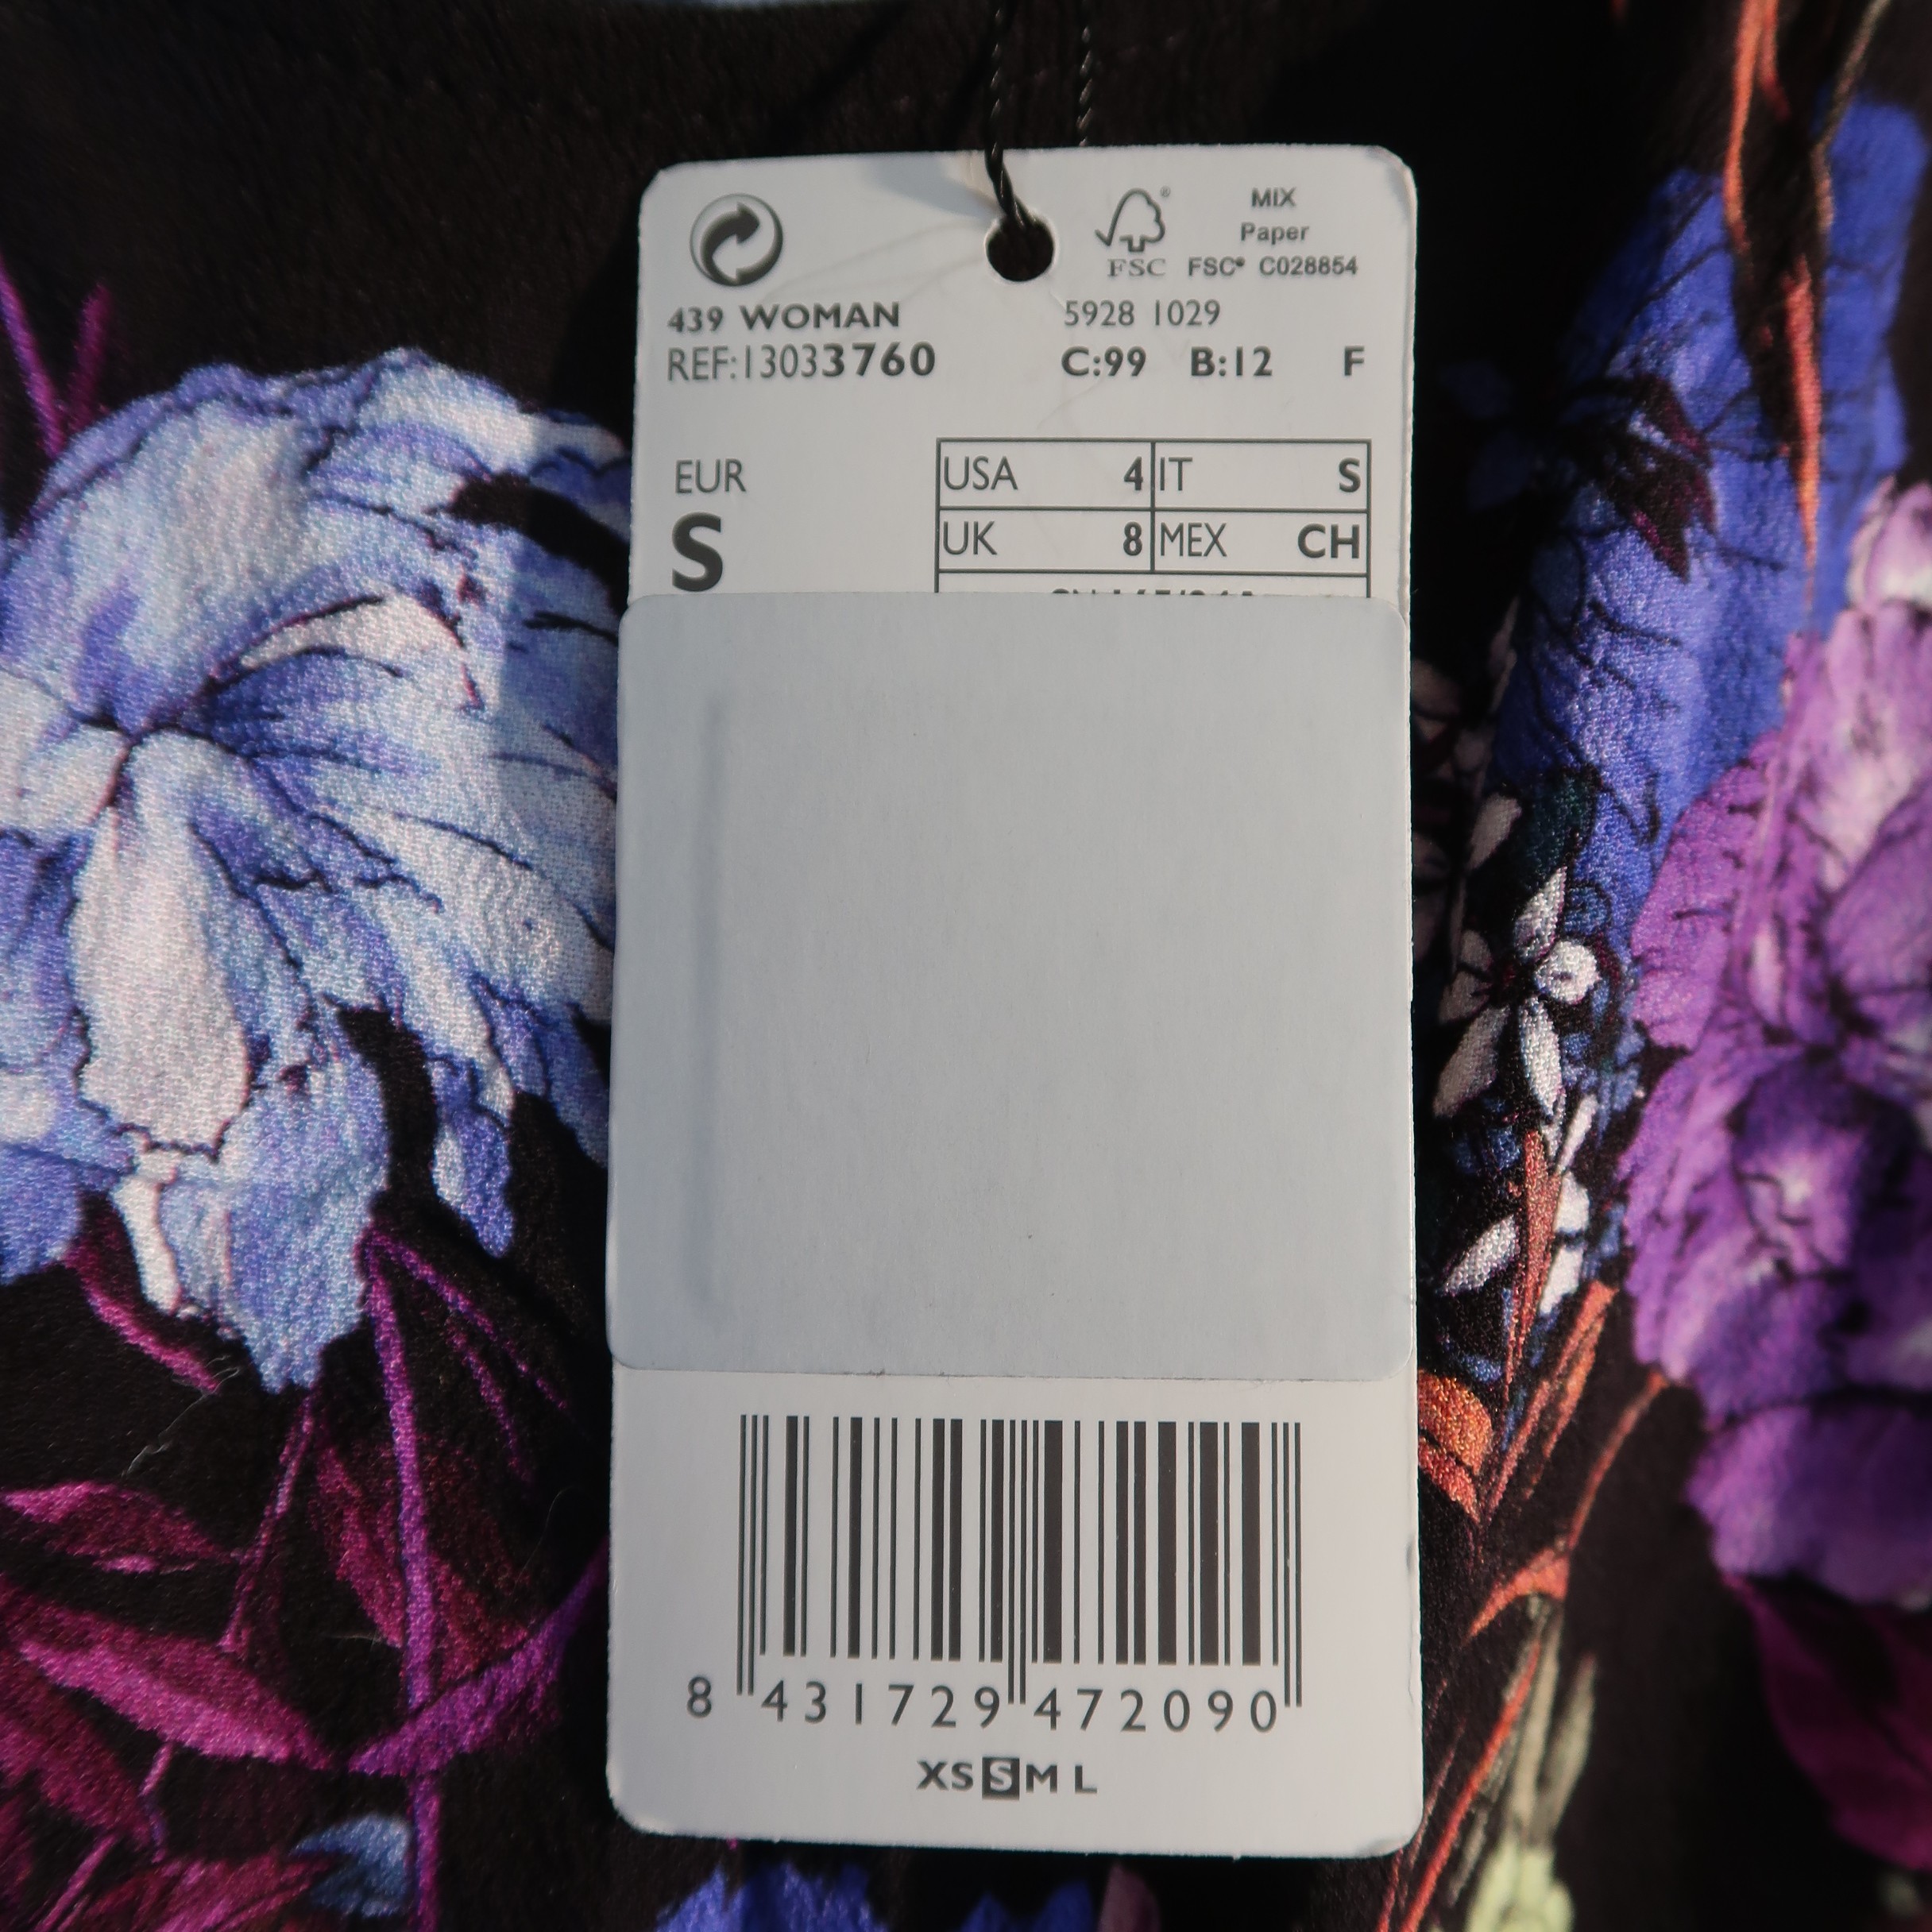 MIX
Paper
FSC FSC® C028854
439 WOMAN 5928 1029
REF:13033760 C:99 B:12 F
EUR
S
USA 4 IT S
UK 8 MEX CH
8 431729 472090
XS S M L